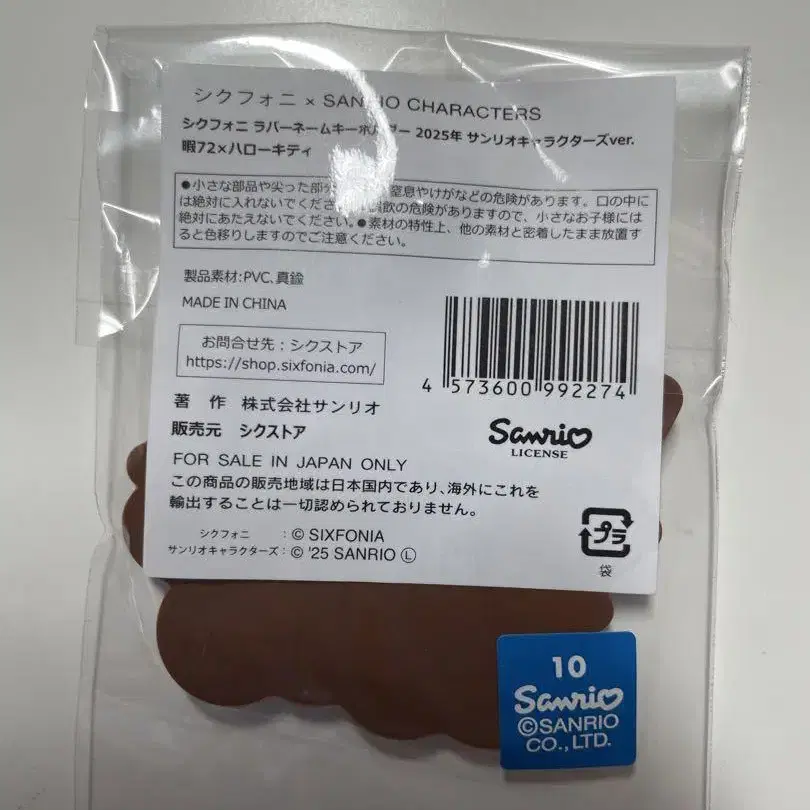 シクフォニ × SANRIO CHARACTERS
シクフォニ ラバーネームキーホルダー 2025年 サンリオキャラクターズver.
暇72×ハローキティ
●小さな部品や尖った部分 窒息やけがなどの危険があります。口の中に
は絶対に入れないでください 誤飲の危険がありますので、小さなお子様には
絶対にあたえないでください。●素材の特性上、他の素材と密着したまま放置す
ると色移りしますのでご注意ください。
製品素材:PVC、真鍮
MADE IN CHINA
お問合せ先:シクストア
https://shop.sixfonia.com/
4 573600 992274
著 作 株式会社サンリオ
販売元 シクストア
Sanrio
LICENSE
FOR SALE IN JAPAN ONLY
この商品の販売地域は日本国内であり、海外にこれを
輸出することは一切認められておりません。
シクフォニ :© SIXFONIA
サンリオキャラクターズ:© '25 SANRIO Ⓛ
プラ
袋
10
Sanrio
©SANRIO
CO., LTD.